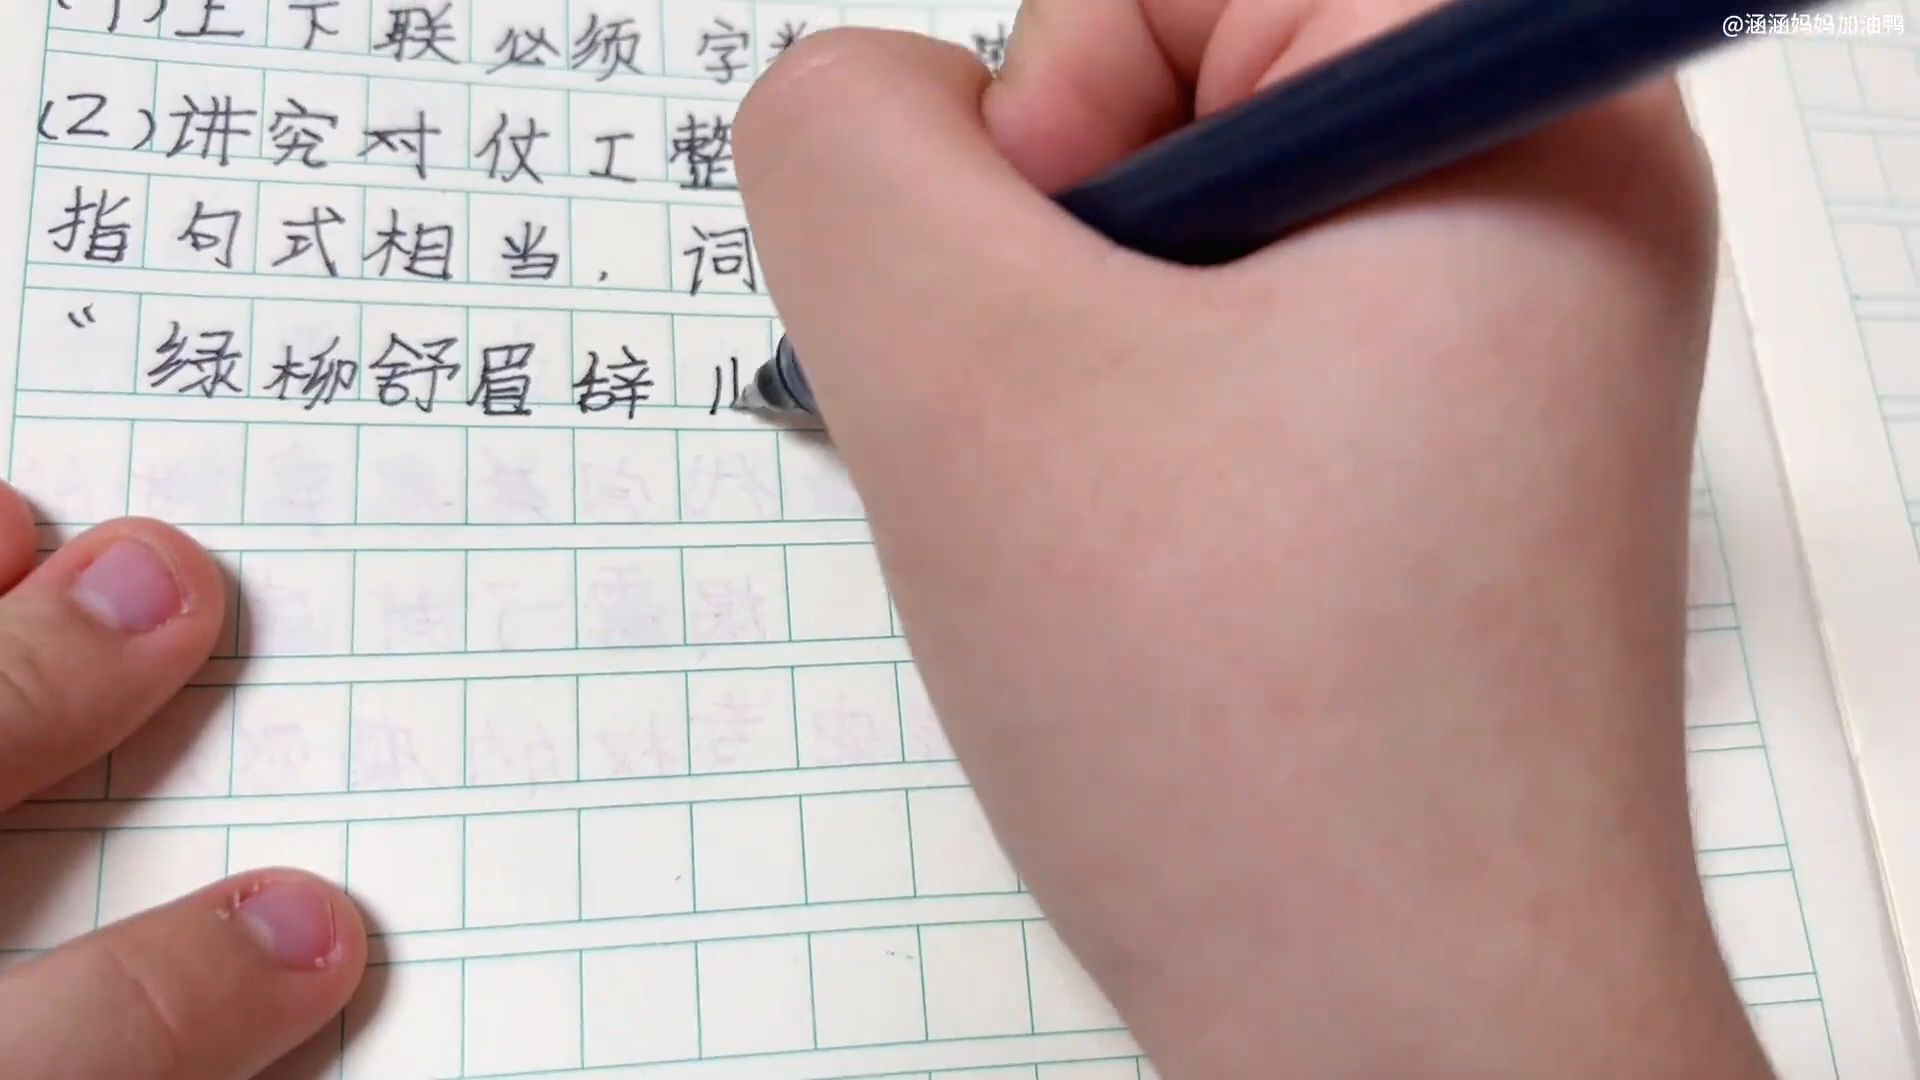 @涵涵妈妈加油鸭
(1)上下联必须字
(2)讲究对仗工整
指句式相当，词
“绿柳舒眉辞